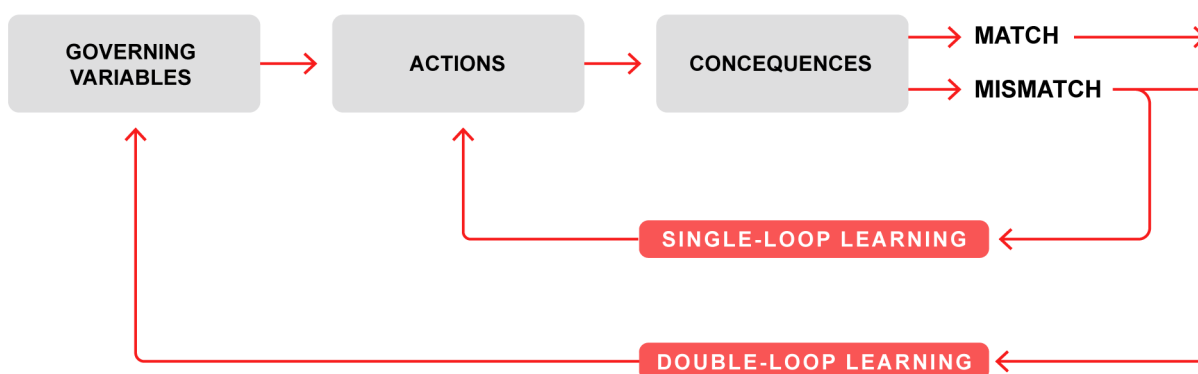 GOVERNING
VARIABLES
ACTIONS
CONCEQUENCES
MATCH
MISMATCH
SINGLE-LOOP LEARNING
DOUBLE-LOOP LEARNING